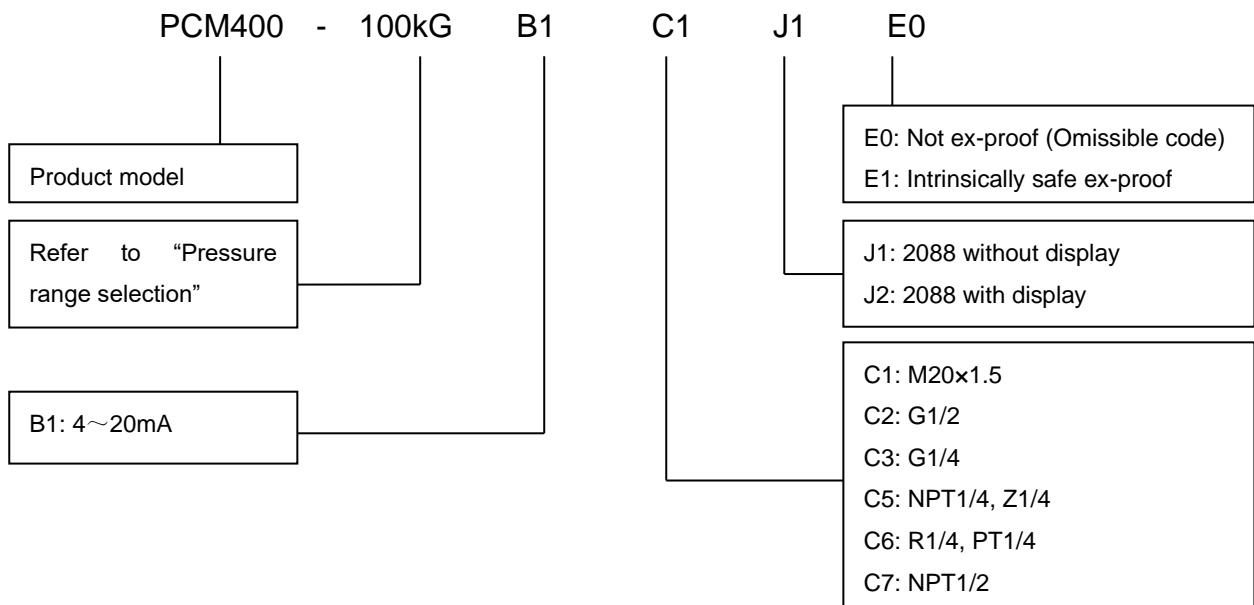 PCM400 - 100kG B1 C1 J1 E0
Product model
Refer to “Pressure
range selection”
B1: 4～20mA
E0: Not ex-proof (Omissible code)
E1: Intrinsically safe ex-proof
J1: 2088 without display
J2: 2088 with display
C1: M20×1.5
C2: G1/2
C3: G1/4
C5: NPT1/4, Z1/4
C6: R1/4, PT1/4
C7: NPT1/2